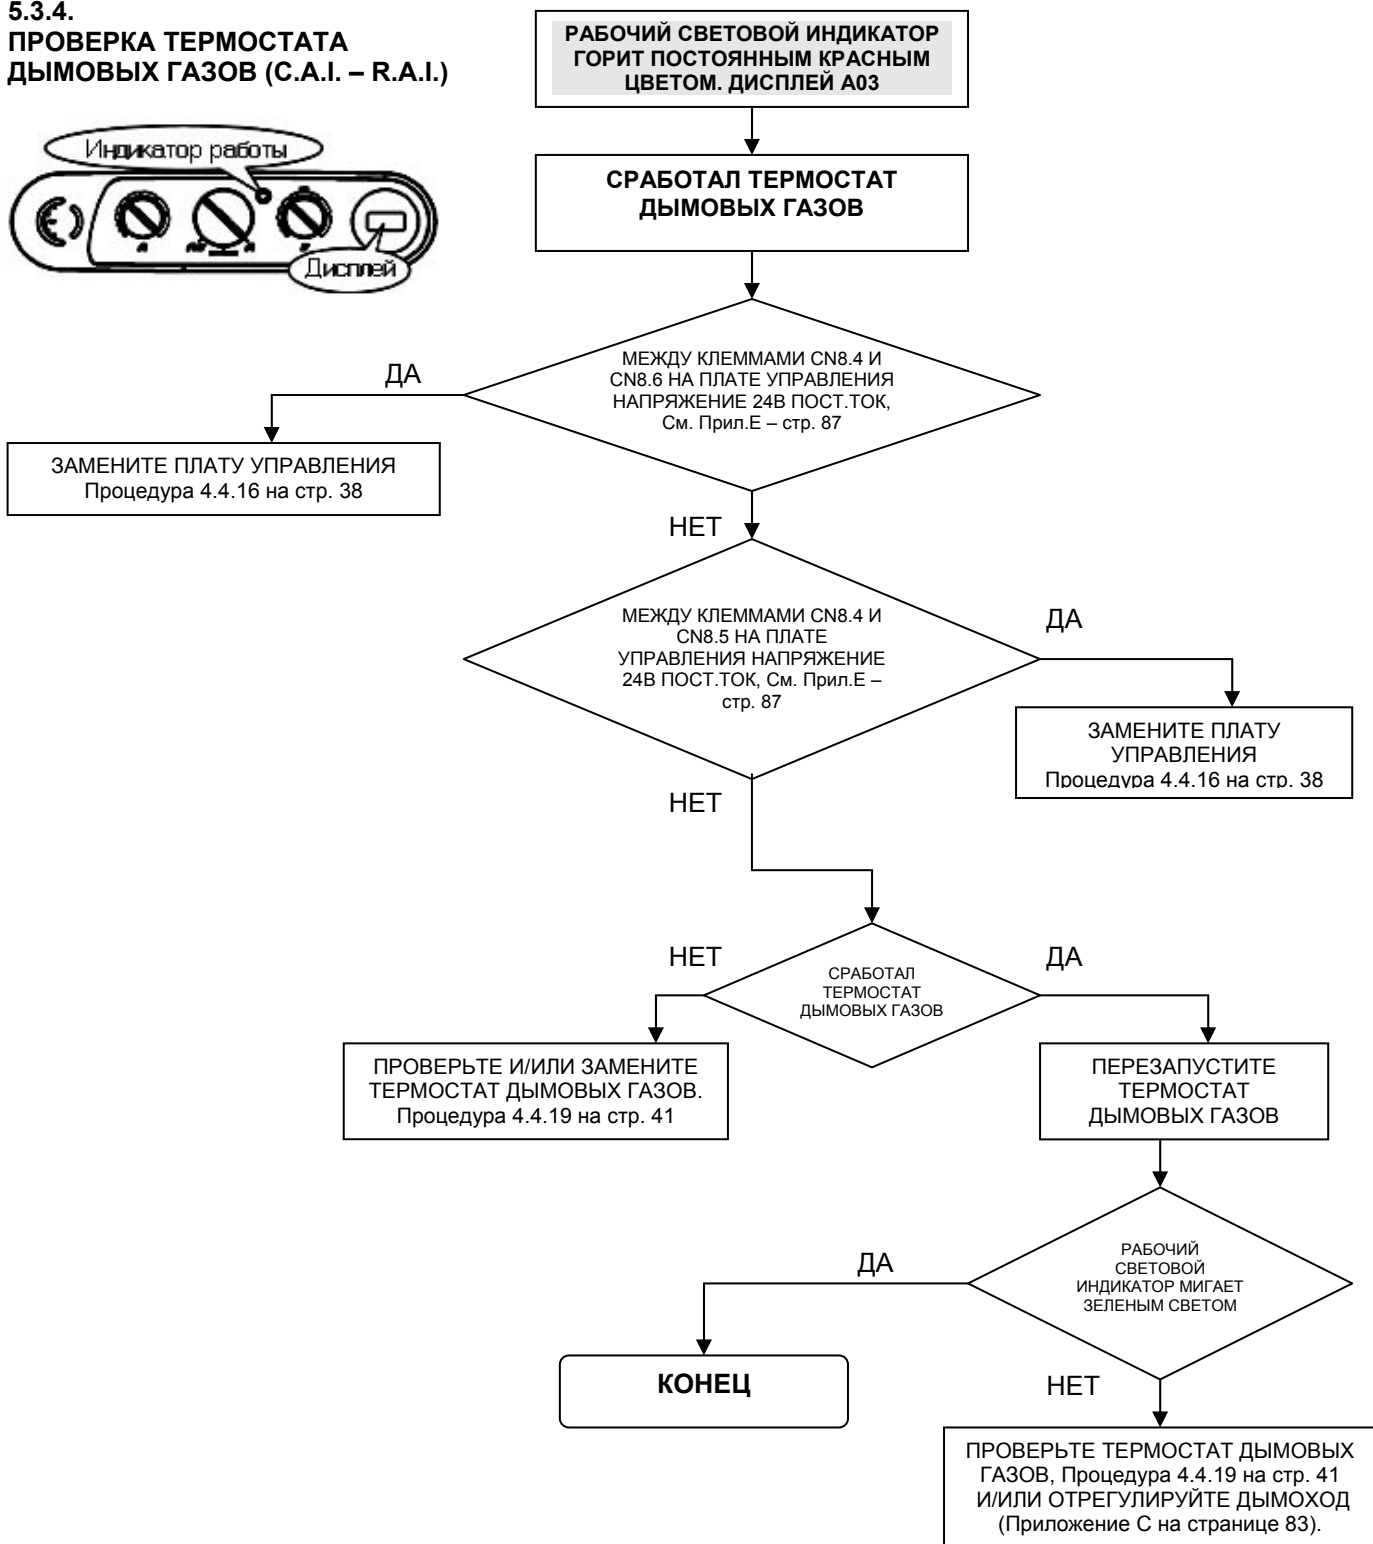 5.3.4.
ПРОВЕРКА ТЕРМОСТАТА
ДЫМОВЫХ ГАЗОВ (C.A.I. – R.A.I.)
Индикатор работы
Дисплей
РАБОЧИЙ СВЕТОВОЙ ИНДИКАТОР
ГОРИТ ПОСТОЯННЫМ КРАСНЫМ
ЦВЕТОМ. ДИСПЛЕЙ А03
СРАБОТАЛ ТЕРМОСТАТ
ДЫМОВЫХ ГАЗОВ
МЕЖДУ КЛЕММАМИ CN8.4 И
CN8.6 НА ПЛАТЕ УПРАВЛЕНИЯ
НАПРЯЖЕНИЕ 24В ПОСТ.ТОК,
См. Прил.Е – стр. 87
ДА
ЗАМЕНИТЕ ПЛАТУ УПРАВЛЕНИЯ
Процедура 4.4.16 на стр. 38
НЕТ
МЕЖДУ КЛЕММАМИ CN8.4 И
CN8.5 НА ПЛАТЕ
УПРАВЛЕНИЯ НАПРЯЖЕНИЕ
24В ПОСТ.ТОК, См. Прил.Е –
стр. 87
ДА
ЗАМЕНИТЕ ПЛАТУ
УПРАВЛЕНИЯ
Процедура 4.4.16 на стр. 38
НЕТ
СРАБОТАЛ
ТЕРМОСТАТ
ДЫМОВЫХ ГАЗОВ
НЕТ
ДА
ПРОВЕРЬТЕ И/ИЛИ ЗАМЕНИТЕ
ТЕРМОСТАТ ДЫМОВЫХ ГАЗОВ.
Процедура 4.4.19 на стр. 41
ПЕРЕЗАПУСТИТЕ
ТЕРМОСТАТ
ДЫМОВЫХ ГАЗОВ
РАБОЧИЙ
СВЕТОВОЙ
ИНДИКАТОР МИГАЕТ
ЗЕЛЕНЫМ СВЕТОМ
ДА
КОНЕЦ
НЕТ
ПРОВЕРЬТЕ ТЕРМОСТАТ ДЫМОВЫХ
ГАЗОВ, Процедура 4.4.19 на стр. 41
И/ИЛИ ОТРЕГУЛИРУЙТЕ ДЫМОХОД
(Приложение С на странице 83).